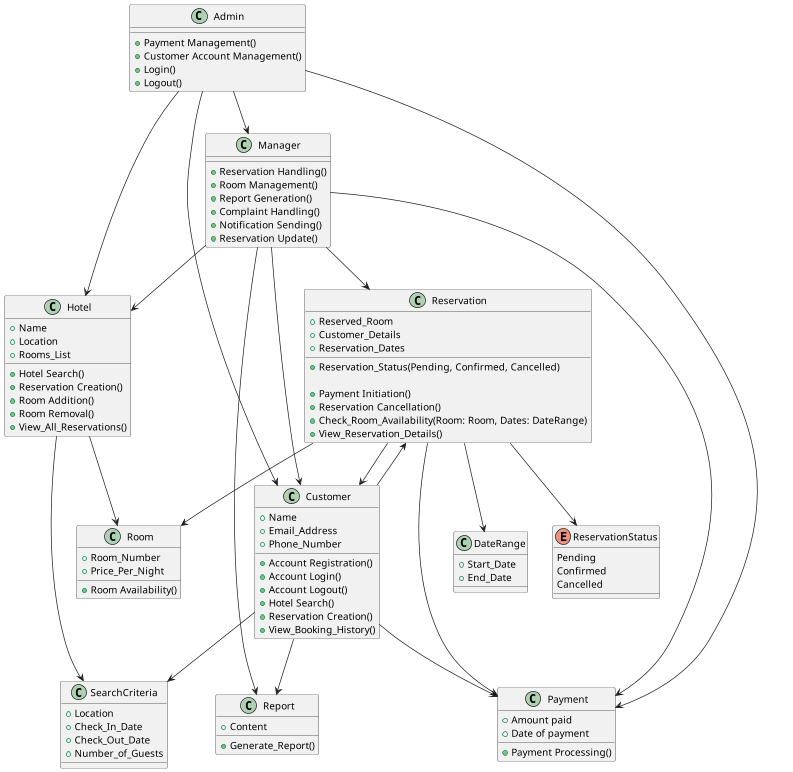 C Admin
Payment Management()
Customer Account Management()
Login()
Logout()
C Manager
Reservation Handling()
Room Management()
Report Generation()
Complaint Handling()
Notification Sending()
Reservation Update()
C Hotel
Name
Location
Rooms_List
Hotel Search()
Reservation Creation()
Room Addition()
Room Removal()
View_All_Reservations()
C Reservation
Reserved_Room
Customer_Details
Reservation_Dates
Reservation_Status(Pending, Confirmed, Cancelled)
Payment Initiation()
Reservation Cancellation()
Check_Room_Availability(Room: Room, Dates: DateRange)
View_Reservation_Details()
C Room
Room_Number
Price_Per_Night
Room Availability()
C Customer
Name
Email_Address
Phone_Number
Account Registration()
Account Login()
Account Logout()
Hotel Search()
Reservation Creation()
View_Booking_History()
C DateRange
Start_Date
End_Date
E ReservationStatus
Pending
Confirmed
Cancelled
C SearchCriteria
Location
Check_In_Date
Check_Out_Date
Number_of_Guests
C Report
Content
Generate_Report()
C Payment
Amount paid
Date of payment
Payment Processing()